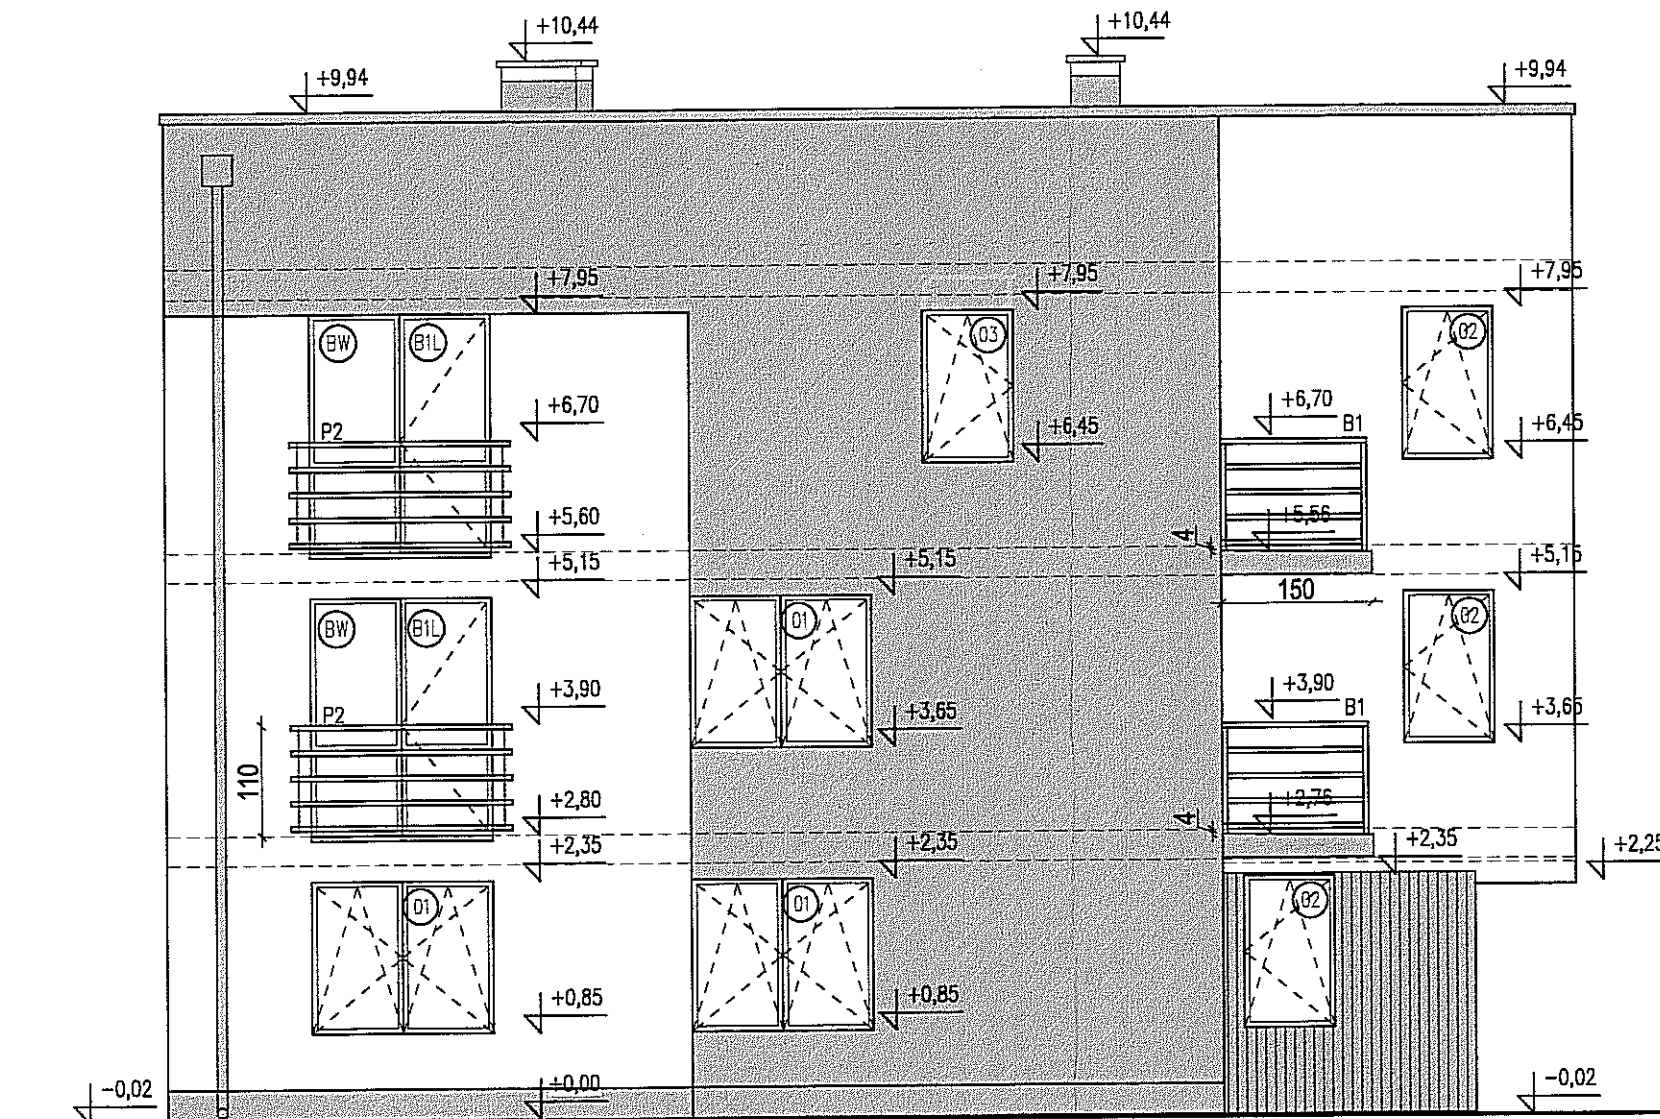 +10,44 +10,44
+9,94 +9,94
+7,95 +7,95 +7,95
BW B1L O3 O2
+6,70 +6,70 B1
P2 +6,45 +6,45
+5,60 4 +5,56
+5,15 +5,15 +5,15
150
BW B1L O1 O2
+3,90 +3,90 B1
P2 +3,65 +3,65
110
+2,80 4 +2,76
+2,35 +2,35 +2,35 +2,25
O1 O1 O2
+0,85 +0,85
-0,02 +0,00 -0,02